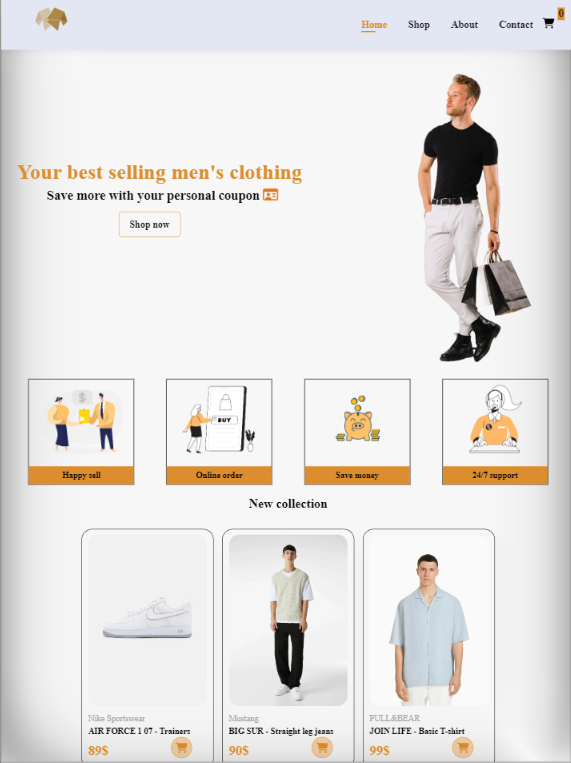 Home Shop About Contact 0
Your best selling men's clothing
Save more with your personal coupon
Shop now
$
BUY
Happy sell Online order Save money 24/7 support
New collection
Nike Sportswear Mustang PULL&BEAR
AIR FORCE 1 07 - Trainers BIG SUR - Straight leg jeans JOIN LIFE - Basic T-shirt
89$ 90$ 99$